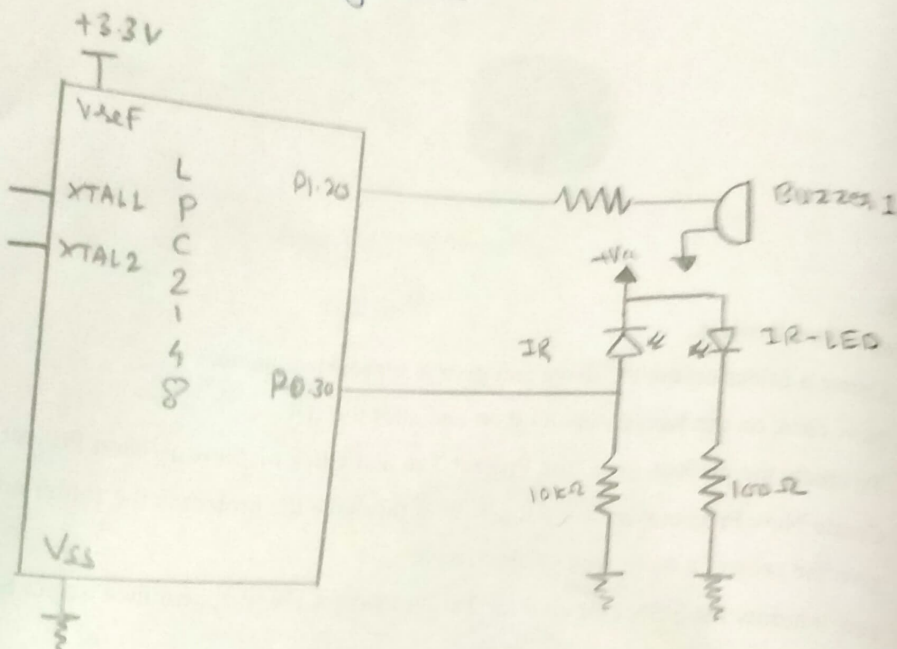 +3.3V
Vref
XTAL1
XTAL2
L
P
C
2
1
4
8
P1.20
P0.30
Vss
Buzzer 1
+Vcc
IR
IR-LED
10kΩ
100Ω